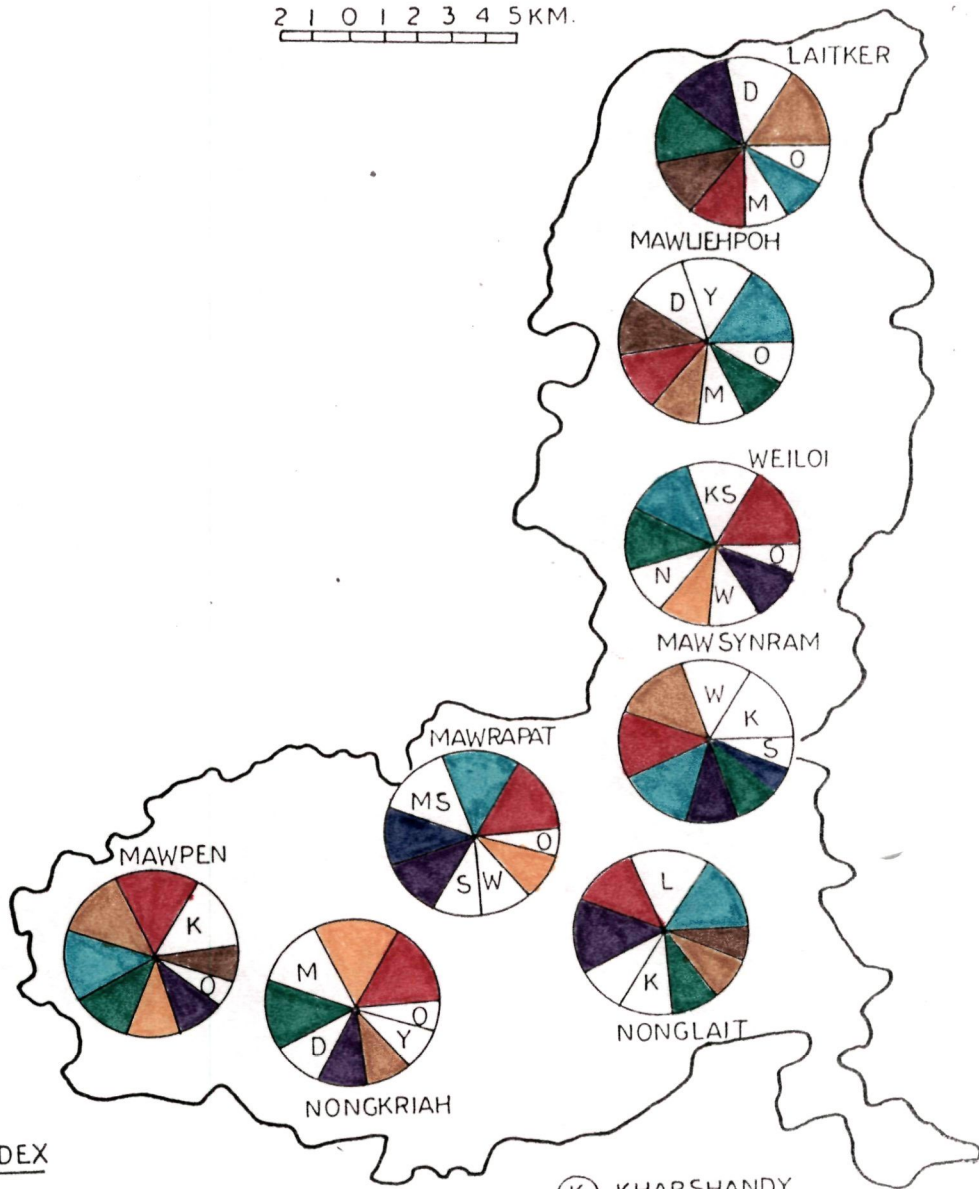 2 1 0 1 2 3 4 5 KM.
LAITKER
D
O
M
MAWLIEHPOH
D Y
O
M
WEILOI
KS
O
N
W
MAWSYNRAM
W
K
S
MAWRAPAT
MS
O
S W
MAWPEN
K
O
L
K
NONGLAIT
M
O
Y
D
NONGKRIAH
DEX
K KHARSHANDY